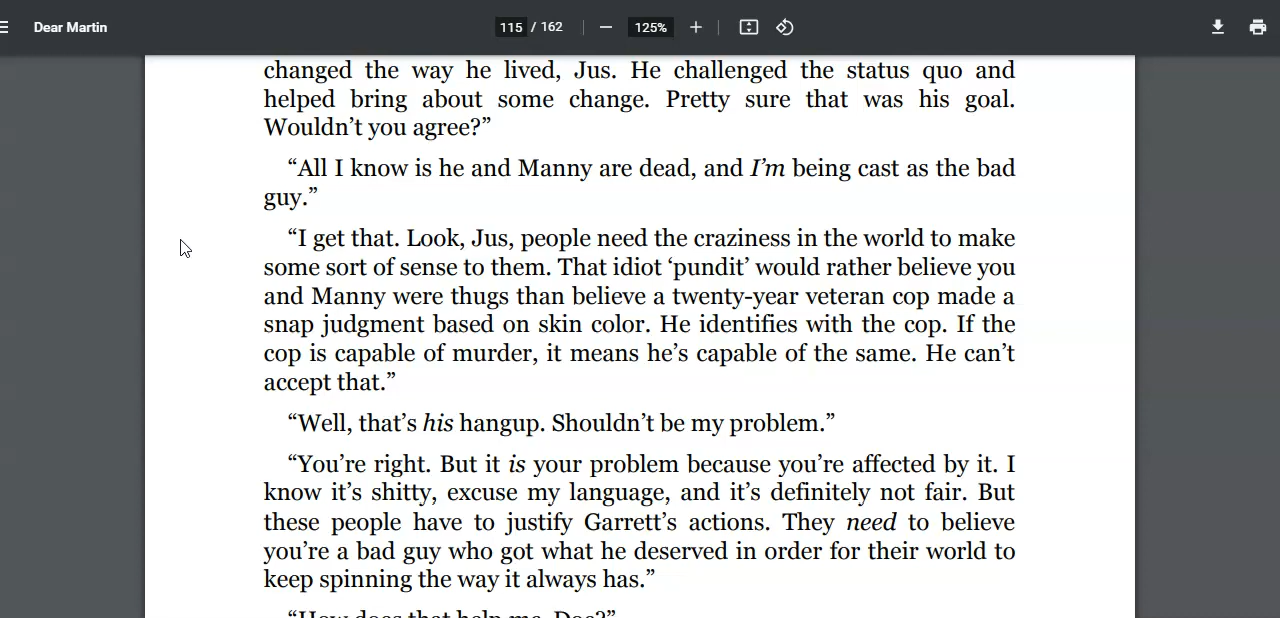 Dear Martin
115 / 162
125%
changed the way he lived, Jus. He challenged the status quo and
helped bring about some change. Pretty sure that was his goal.
Wouldn’t you agree?”
“All I know is he and Manny are dead, and I’m being cast as the bad
guy.”
“I get that. Look, Jus, people need the craziness in the world to make
some sort of sense to them. That idiot ‘pundit’ would rather believe you
and Manny were thugs than believe a twenty-year veteran cop made a
snap judgment based on skin color. He identifies with the cop. If the
cop is capable of murder, it means he’s capable of the same. He can’t
accept that.”
“Well, that’s his hangup. Shouldn’t be my problem.”
“You’re right. But it is your problem because you’re affected by it. I
know it’s shitty, excuse my language, and it’s definitely not fair. But
these people have to justify Garrett’s actions. They need to believe
you’re a bad guy who got what he deserved in order for their world to
keep spinning the way it always has.”
“How does that help me, Doc?”